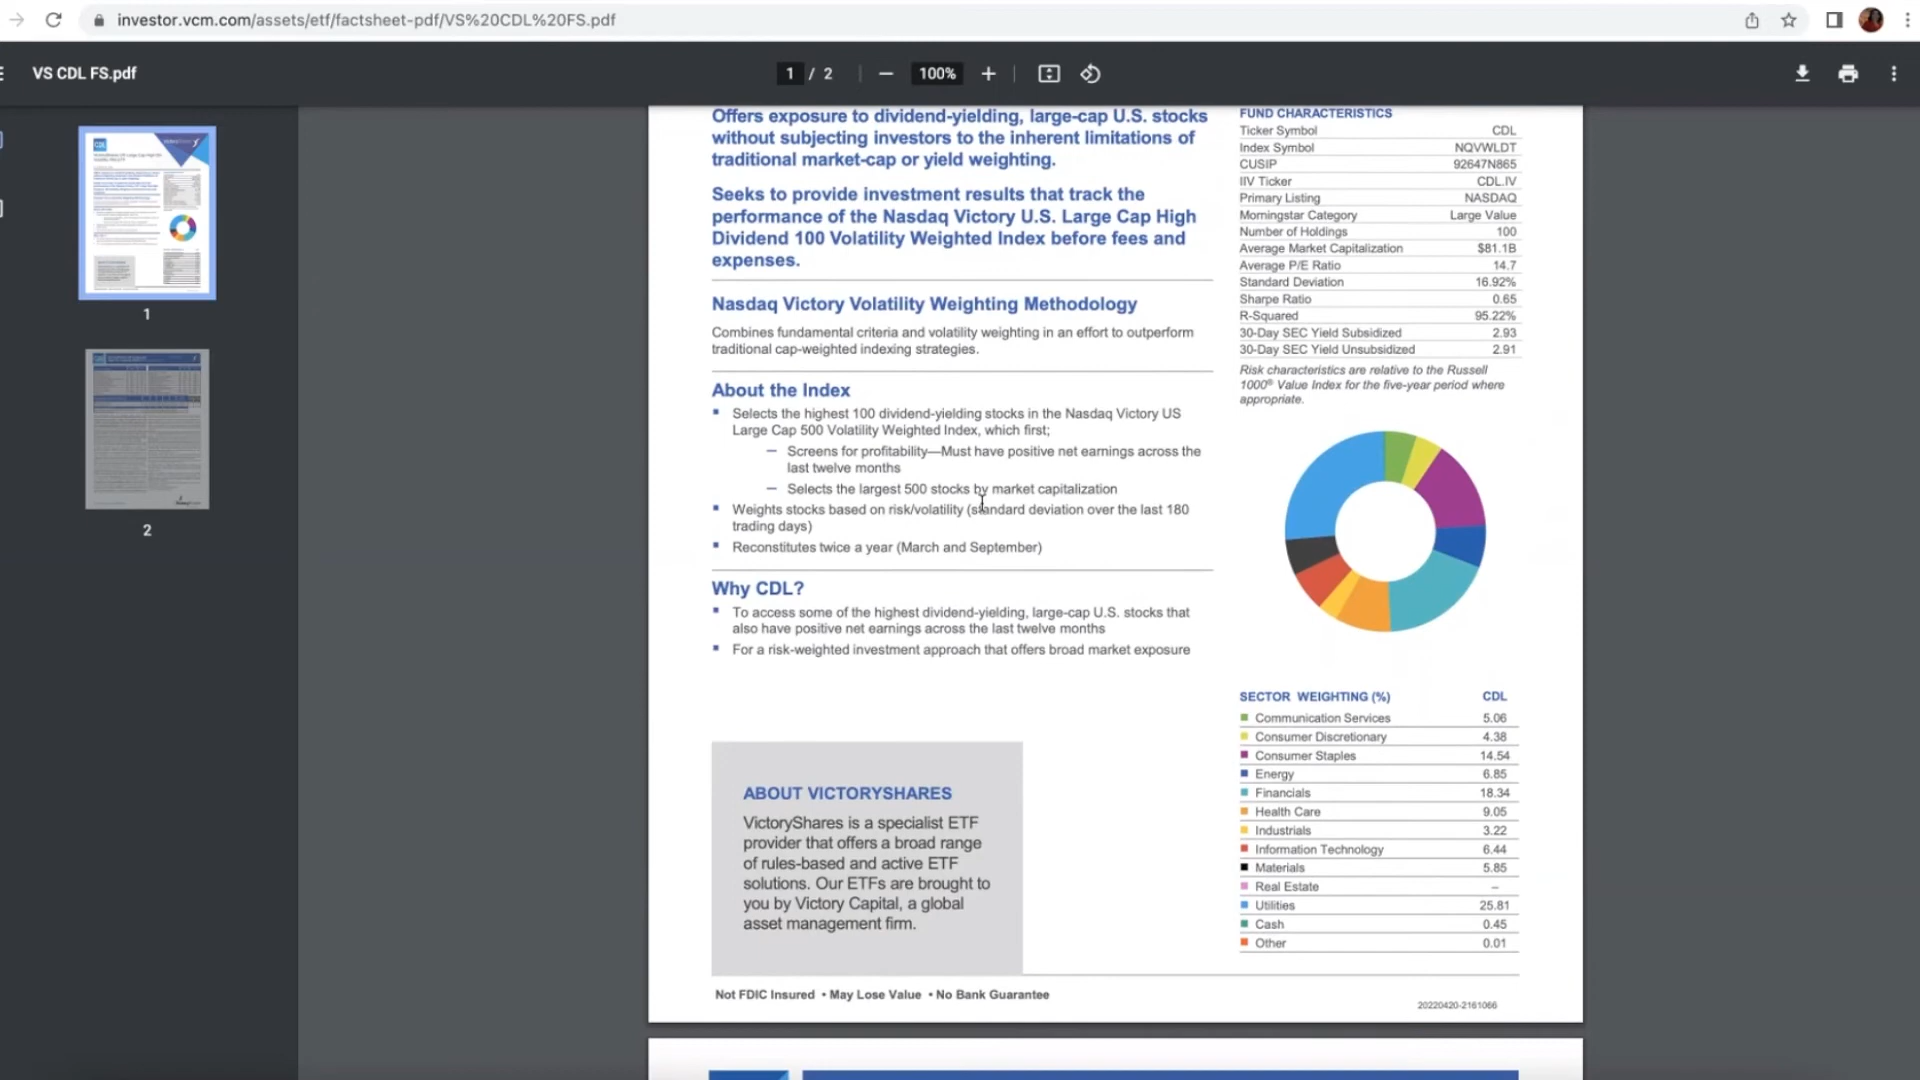 investor.vcm.com/assets/etf/factsheet-pdf/VS%20CDL%20FS.pdf
VS CDL FS.pdf
1 / 2
100%
1
2
Offers exposure to dividend-yielding, large-cap U.S. stocks
without subjecting investors to the inherent limitations of
traditional market-cap or yield weighting.
Seeks to provide investment results that track the
performance of the Nasdaq Victory U.S. Large Cap High
Dividend 100 Volatility Weighted Index before fees and
expenses.
Nasdaq Victory Volatility Weighting Methodology
Combines fundamental criteria and volatility weighting in an effort to outperform
traditional cap-weighted indexing strategies.
About the Index
Selects the highest 100 dividend-yielding stocks in the Nasdaq Victory US
Large Cap 500 Volatility Weighted Index, which first;
– Screens for profitability—Must have positive net earnings across the
last twelve months
– Selects the largest 500 stocks by market capitalization
Weights stocks based on risk/volatility (standard deviation over the last 180
trading days)
Reconstitutes twice a year (March and September)
Why CDL?
To access some of the highest dividend-yielding, large-cap U.S. stocks that
also have positive net earnings across the last twelve months
For a risk-weighted investment approach that offers broad market exposure
ABOUT VICTORYSHARES
VictoryShares is a specialist ETF
provider that offers a broad range
of rules-based and active ETF
solutions. Our ETFs are brought to
you by Victory Capital, a global
asset management firm.
FUND CHARACTERISTICS
Ticker Symbol CDL
Index Symbol NQVWLDT
CUSIP 92647N865
IIV Ticker CDL.IV
Primary Listing NASDAQ
Morningstar Category Large Value
Number of Holdings 100
Average Market Capitalization $81.1B
Average P/E Ratio 14.7
Standard Deviation 16.92%
Sharpe Ratio 0.65
R-Squared 95.22%
30-Day SEC Yield Subsidized 2.93
30-Day SEC Yield Unsubsidized 2.91
Risk characteristics are relative to the Russell
1000® Value Index for the five-year period where
appropriate.
SECTOR WEIGHTING (%) CDL
Communication Services 5.06
Consumer Discretionary 4.38
Consumer Staples 14.54
Energy 6.85
Financials 18.34
Health Care 9.05
Industrials 3.22
Information Technology 6.44
Materials 5.85
Real Estate –
Utilities 25.81
Cash 0.45
Other 0.01
Not FDIC Insured • May Lose Value • No Bank Guarantee
20220420-2161066